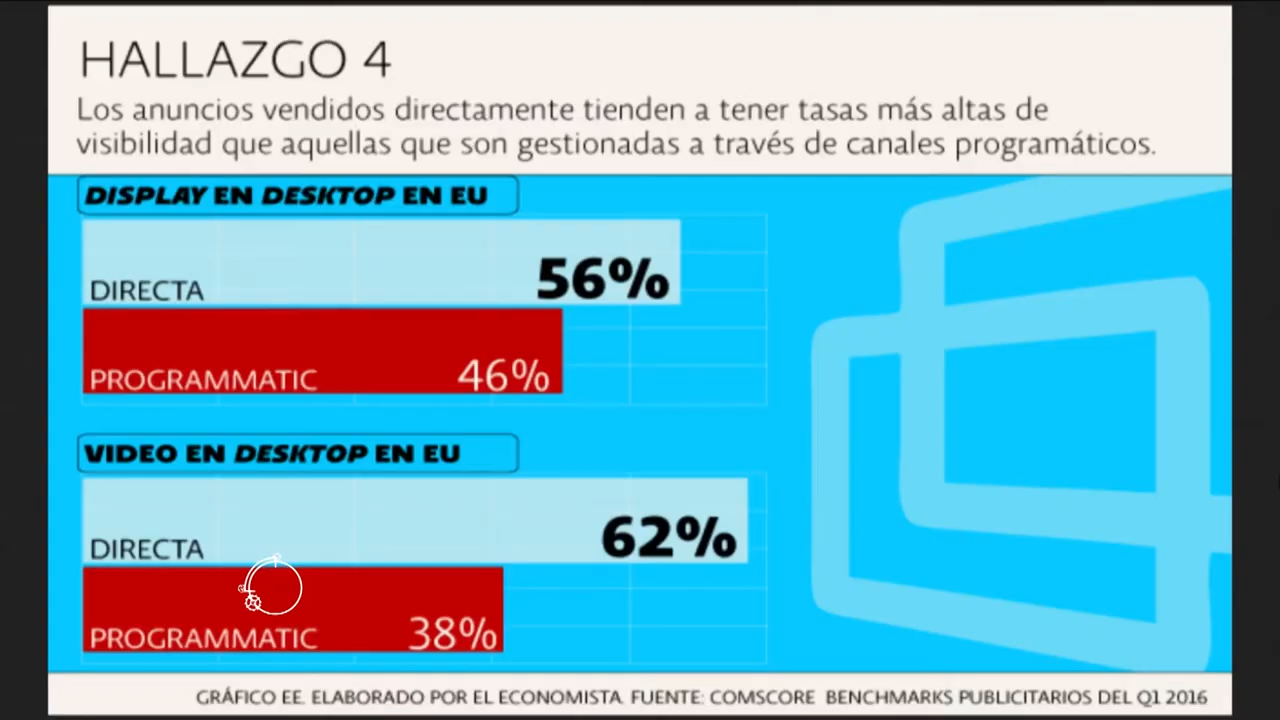 HALLAZGO 4
Los anuncios vendidos directamente tienden a tener tasas más altas de
visibilidad que aquellas que son gestionadas a través de canales programáticos.
DISPLAY EN DESKTOP EN EU
DIRECTA 56%
PROGRAMMATIC 46%
VIDEO EN DESKTOP EN EU
DIRECTA 62%
PROGRAMMATIC 38%
GRÁFICO EE. ELABORADO POR EL ECONOMISTA. FUENTE: COMSCORE BENCHMARKS PUBLICITARIOS DEL Q1 2016